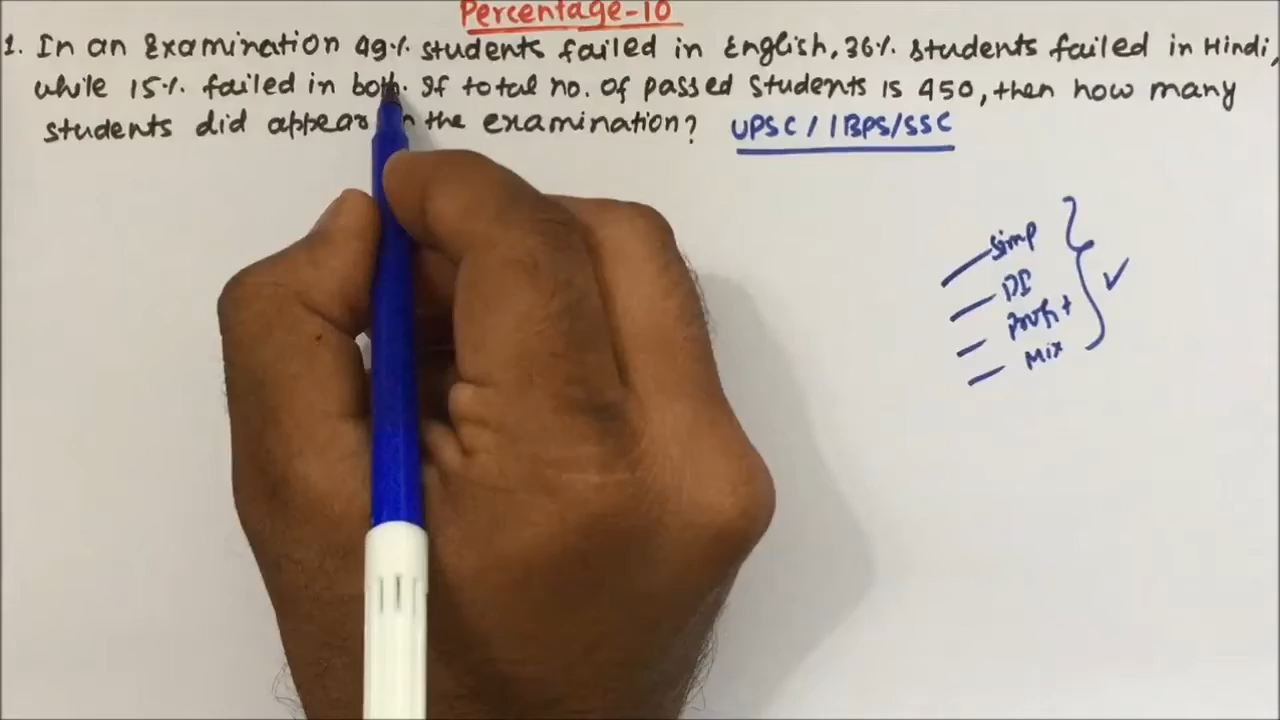 Percentage-10
1. In an Examination 49% students failed in English, 36% students failed in Hindi,
while 15% failed in both. If total no. of passed students is 450, then how many
students did appear in the examination? UPSC / IBPS/SSC
Simp
DI
Profit
Mix